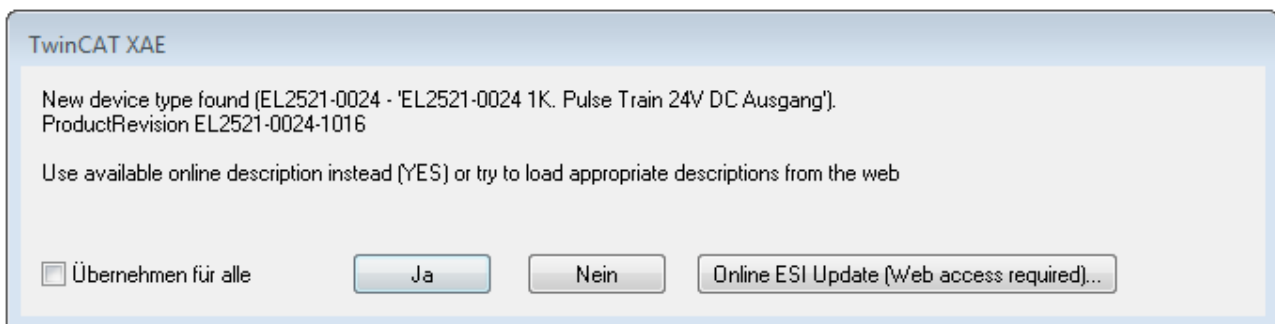 TwinCAT XAE
New device type found (EL2521-0024 - 'EL2521-0024 1K. Pulse Train 24V DC Ausgang').
ProductRevision EL2521-0024-1016
Use available online description instead (YES) or try to load appropriate descriptions from the web
Übernehmen für alle
Ja
Nein
Online ESI Update (Web access required)...